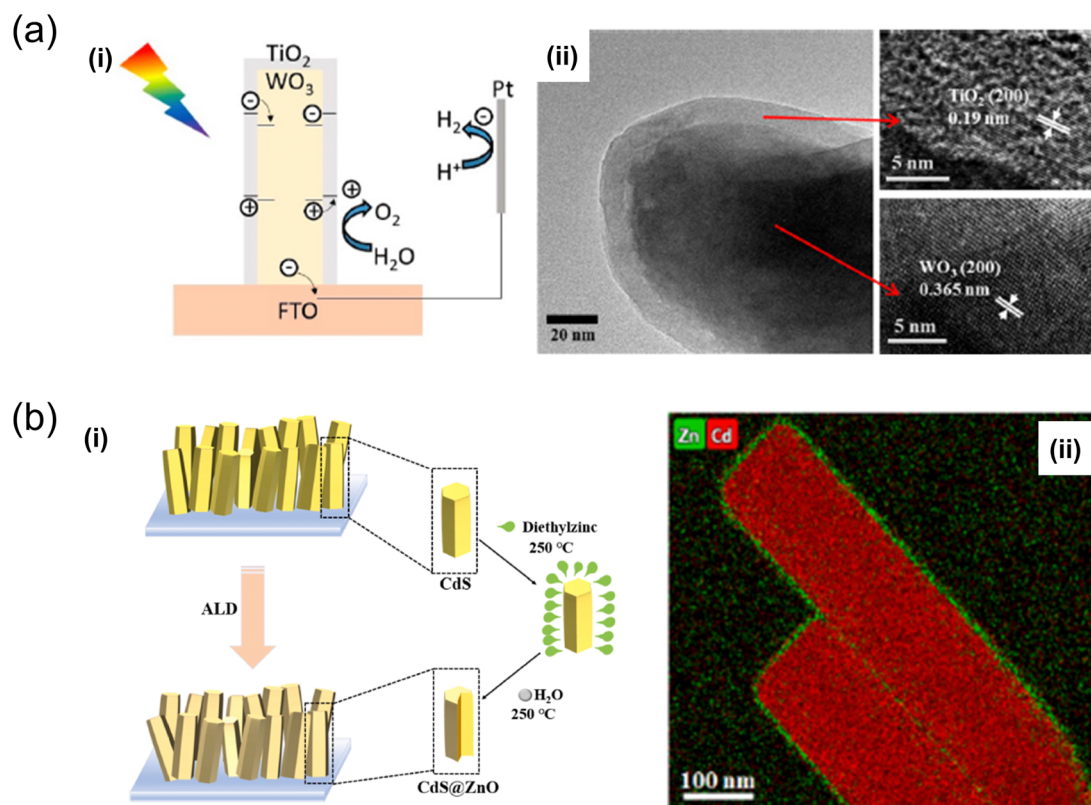 (a)
(i)
TiO₂
WO₃
Pt
H₂
H⁺
O₂
H₂O
FTO
(ii)
20 nm
TiO₂ (200)
0.19 nm
5 nm
WO₃ (200)
0.365 nm
5 nm
(b)
(i)
ALD
CdS
Diethylzinc
250 °C
H₂O
250 °C
CdS@ZnO
Zn Cd
(ii)
100 nm